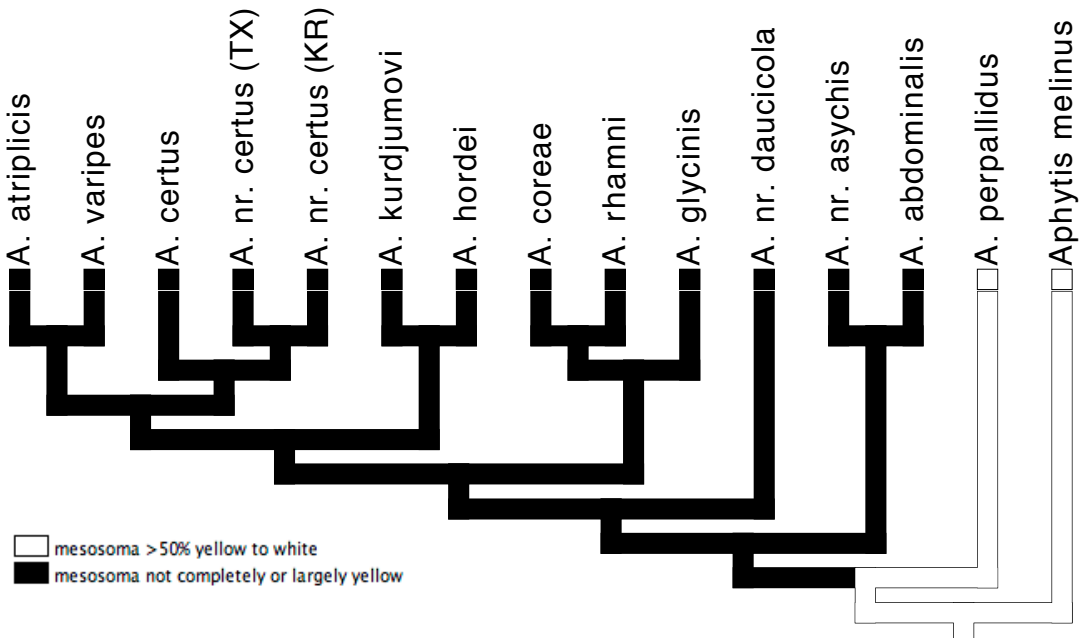 A. atriplicis
A. varipes
A. certus
A. nr. certus (TX)
A. nr. certus (KR)
A. kurdjumovi
A. hordei
A. coreae
A. rhamni
A. glycinis
A. nr. daucicola
A. nr. asychis
A. abdominalis
A. perpallidus
Aphytis melinus
mesosoma >50% yellow to white
mesosoma not completely or largely yellow